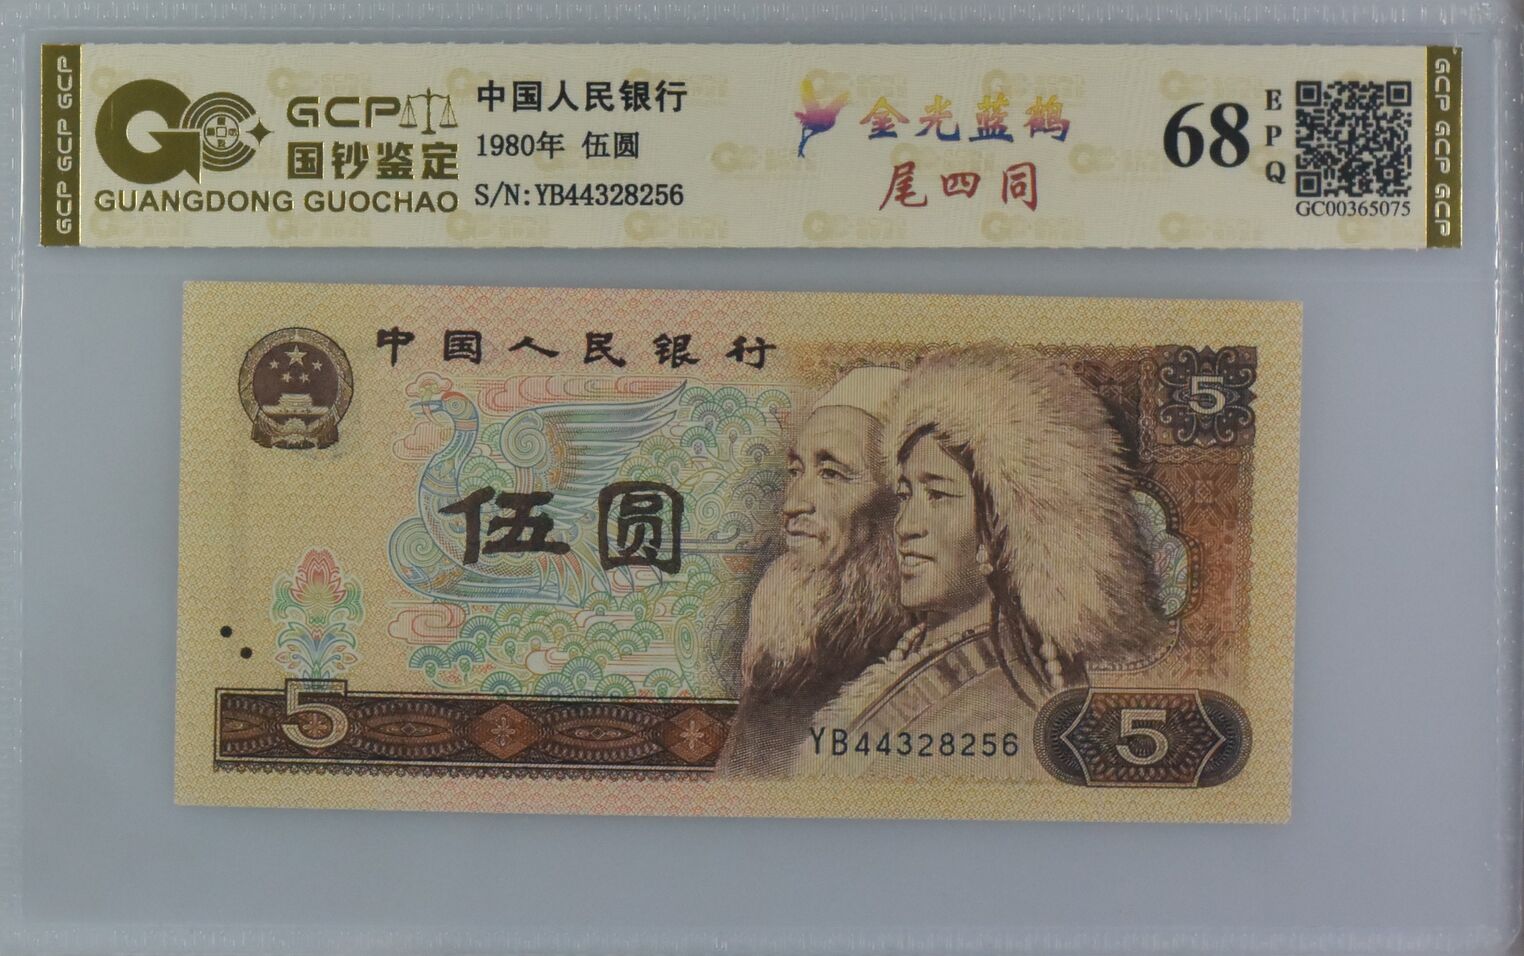 GCP GCP GCP
GCP
国钞鉴定
GUANGDONG GUOCHAO
中国人民银行
1980年 伍圆
S/N:YB44328256
金光蓝鹤
尾四同
68
EPQ
GC00365075
GCP GCP GCP
中国人民银行
5
伍圆
5
YB44328256
5